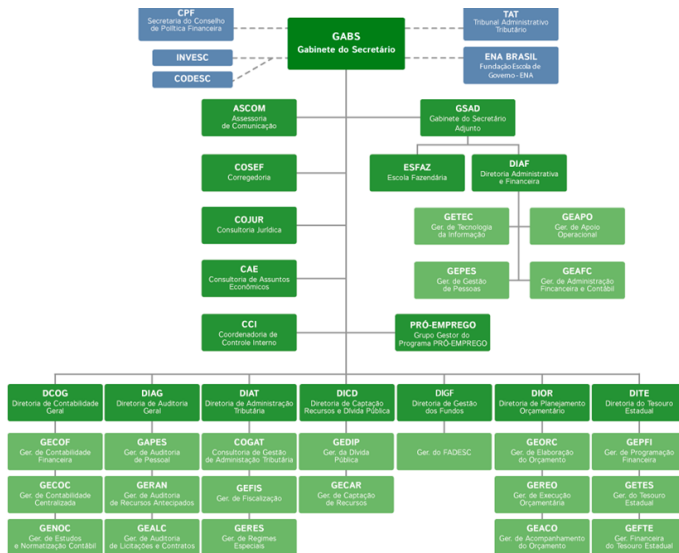 CPF
Secretaria do Conselho
de Política Financeira
GABS
Gabinete do Secretário
TAT
Tribunal Administrativo
Tributário
INVESC
CODESC
ENA BRASIL
Fundação Escola de
Governo - ENA
ASCOM
Assessoria
de Comunicação
GSAD
Gabinete do Secretário
Adjunto
COSEF
Corregedoria
ESFAZ
Escola Fazendária
DIAF
Diretoria Administrativa
e Financeira
COJUR
Consultoria Jurídica
GETEC
Ger. de Tecnologia
da Informação
GEAPO
Ger. de Apoio
Operacional
CAE
Consultoria de Assuntos
Econômicos
GEPES
Ger. de Gestão
de Pessoas
GEAFC
Ger. de Administração
Fincanceira e Contábil
CCI
Coordenadoria de
Controle Interno
PRÓ-EMPREGO
Grupo Gestor do
Programa PRÓ-EMPREGO
DCOG
Diretoria de Contabilidade
Geral
DIAG
Diretoria de Auditoria
Geral
DIAT
Diretoria de Administração
Tributária
DICD
Diretoria de Captação
Recursos e Dívida Pública
DIGF
Diretoria de Gestão
dos Fundos
DIOR
Diretoria de Planejamento
Orçamentário
DITE
Diretoria do Tesouro
Estadual
GECOF
Ger. de Contabilidade
Financeira
GAPES
Ger. de Auditoria
de Pessoal
COGAT
Consultoria de Gestão
de Admnistação Tributária
GEDIP
Ger. da Dívida
Pública
Ger. do FADESC
GEORC
Ger. de Elaboração
do Orçamento
GEPFI
Ger. de Programação
Financeira
GECOC
Ger. de Contabilidade
Centralizada
GERAN
Ger. de Auditoria
de Recursos Antecipados
GEFIS
Ger. de Fiscalização
GECAR
Ger. de Captação
de Recursos
GEREO
Ger. de Execução
Orçamentária
GETES
Ger. do Tesouro
Estadual
GENOC
Ger. de Estudos
e Normatização Contábil
GEALC
Ger. de Auditoria
de Licitações e Contratos
GERES
Ger. de Regimes
Especiais
GEACO
Ger. de Acompanhamento
do Orçamento
GEFTE
Ger. Financeira
do Tesouro Estadual